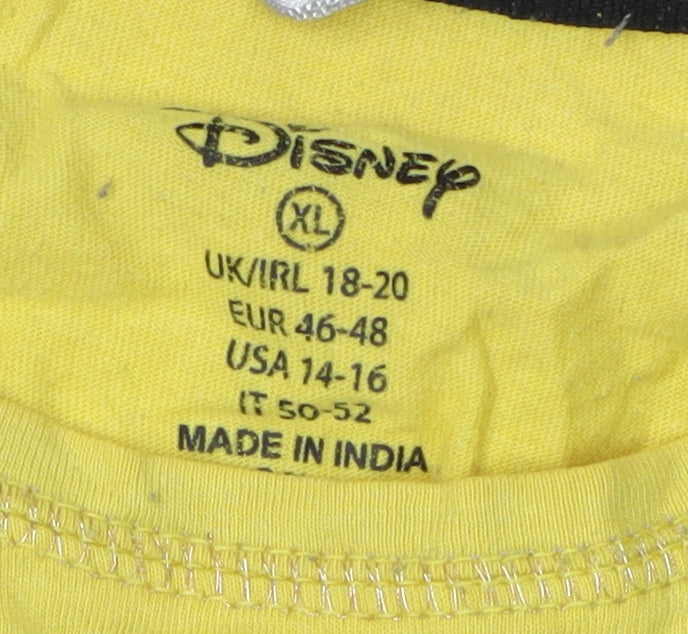 Disney
XL
UK/IRL 18-20
EUR 46-48
USA 14-16
IT 50-52
MADE IN INDIA